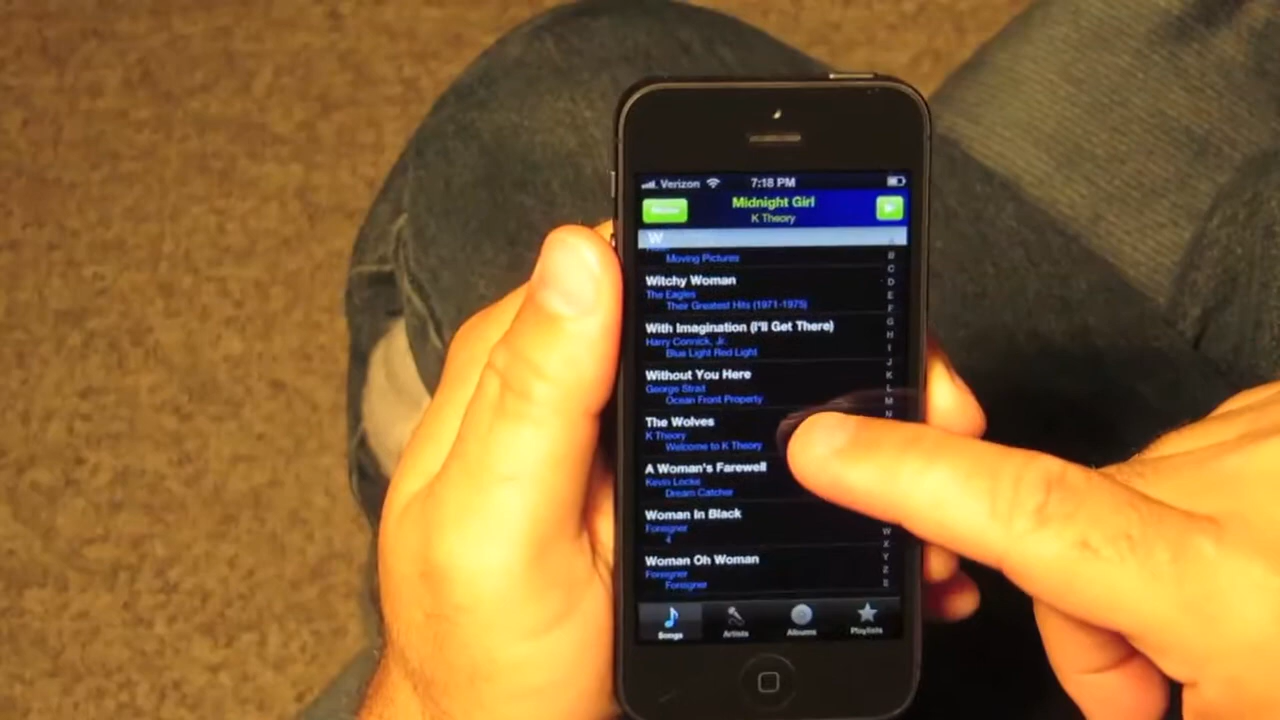 Verizon 7:18 PM
Midnight Girl
K Theory
W
Moving Pictures
Witchy Woman
The Eagles
Their Greatest Hits (1971-1975)
With Imagination (I'll Get There)
Harry Connick, Jr.
Blue Light Red Light
Without You Here
George Strait
Ocean Front Property
The Wolves
K Theory
Welcome to K Theory
A Woman's Farewell
Kevin Locke
Dream Catcher
Woman In Black
Foreigner
4
Woman Oh Woman
Foreigner
Foreigner
B
C
D
E
F
G
H
I
J
K
L
M
N
W
X
Y
Z
Songs Artists Albums Playlists